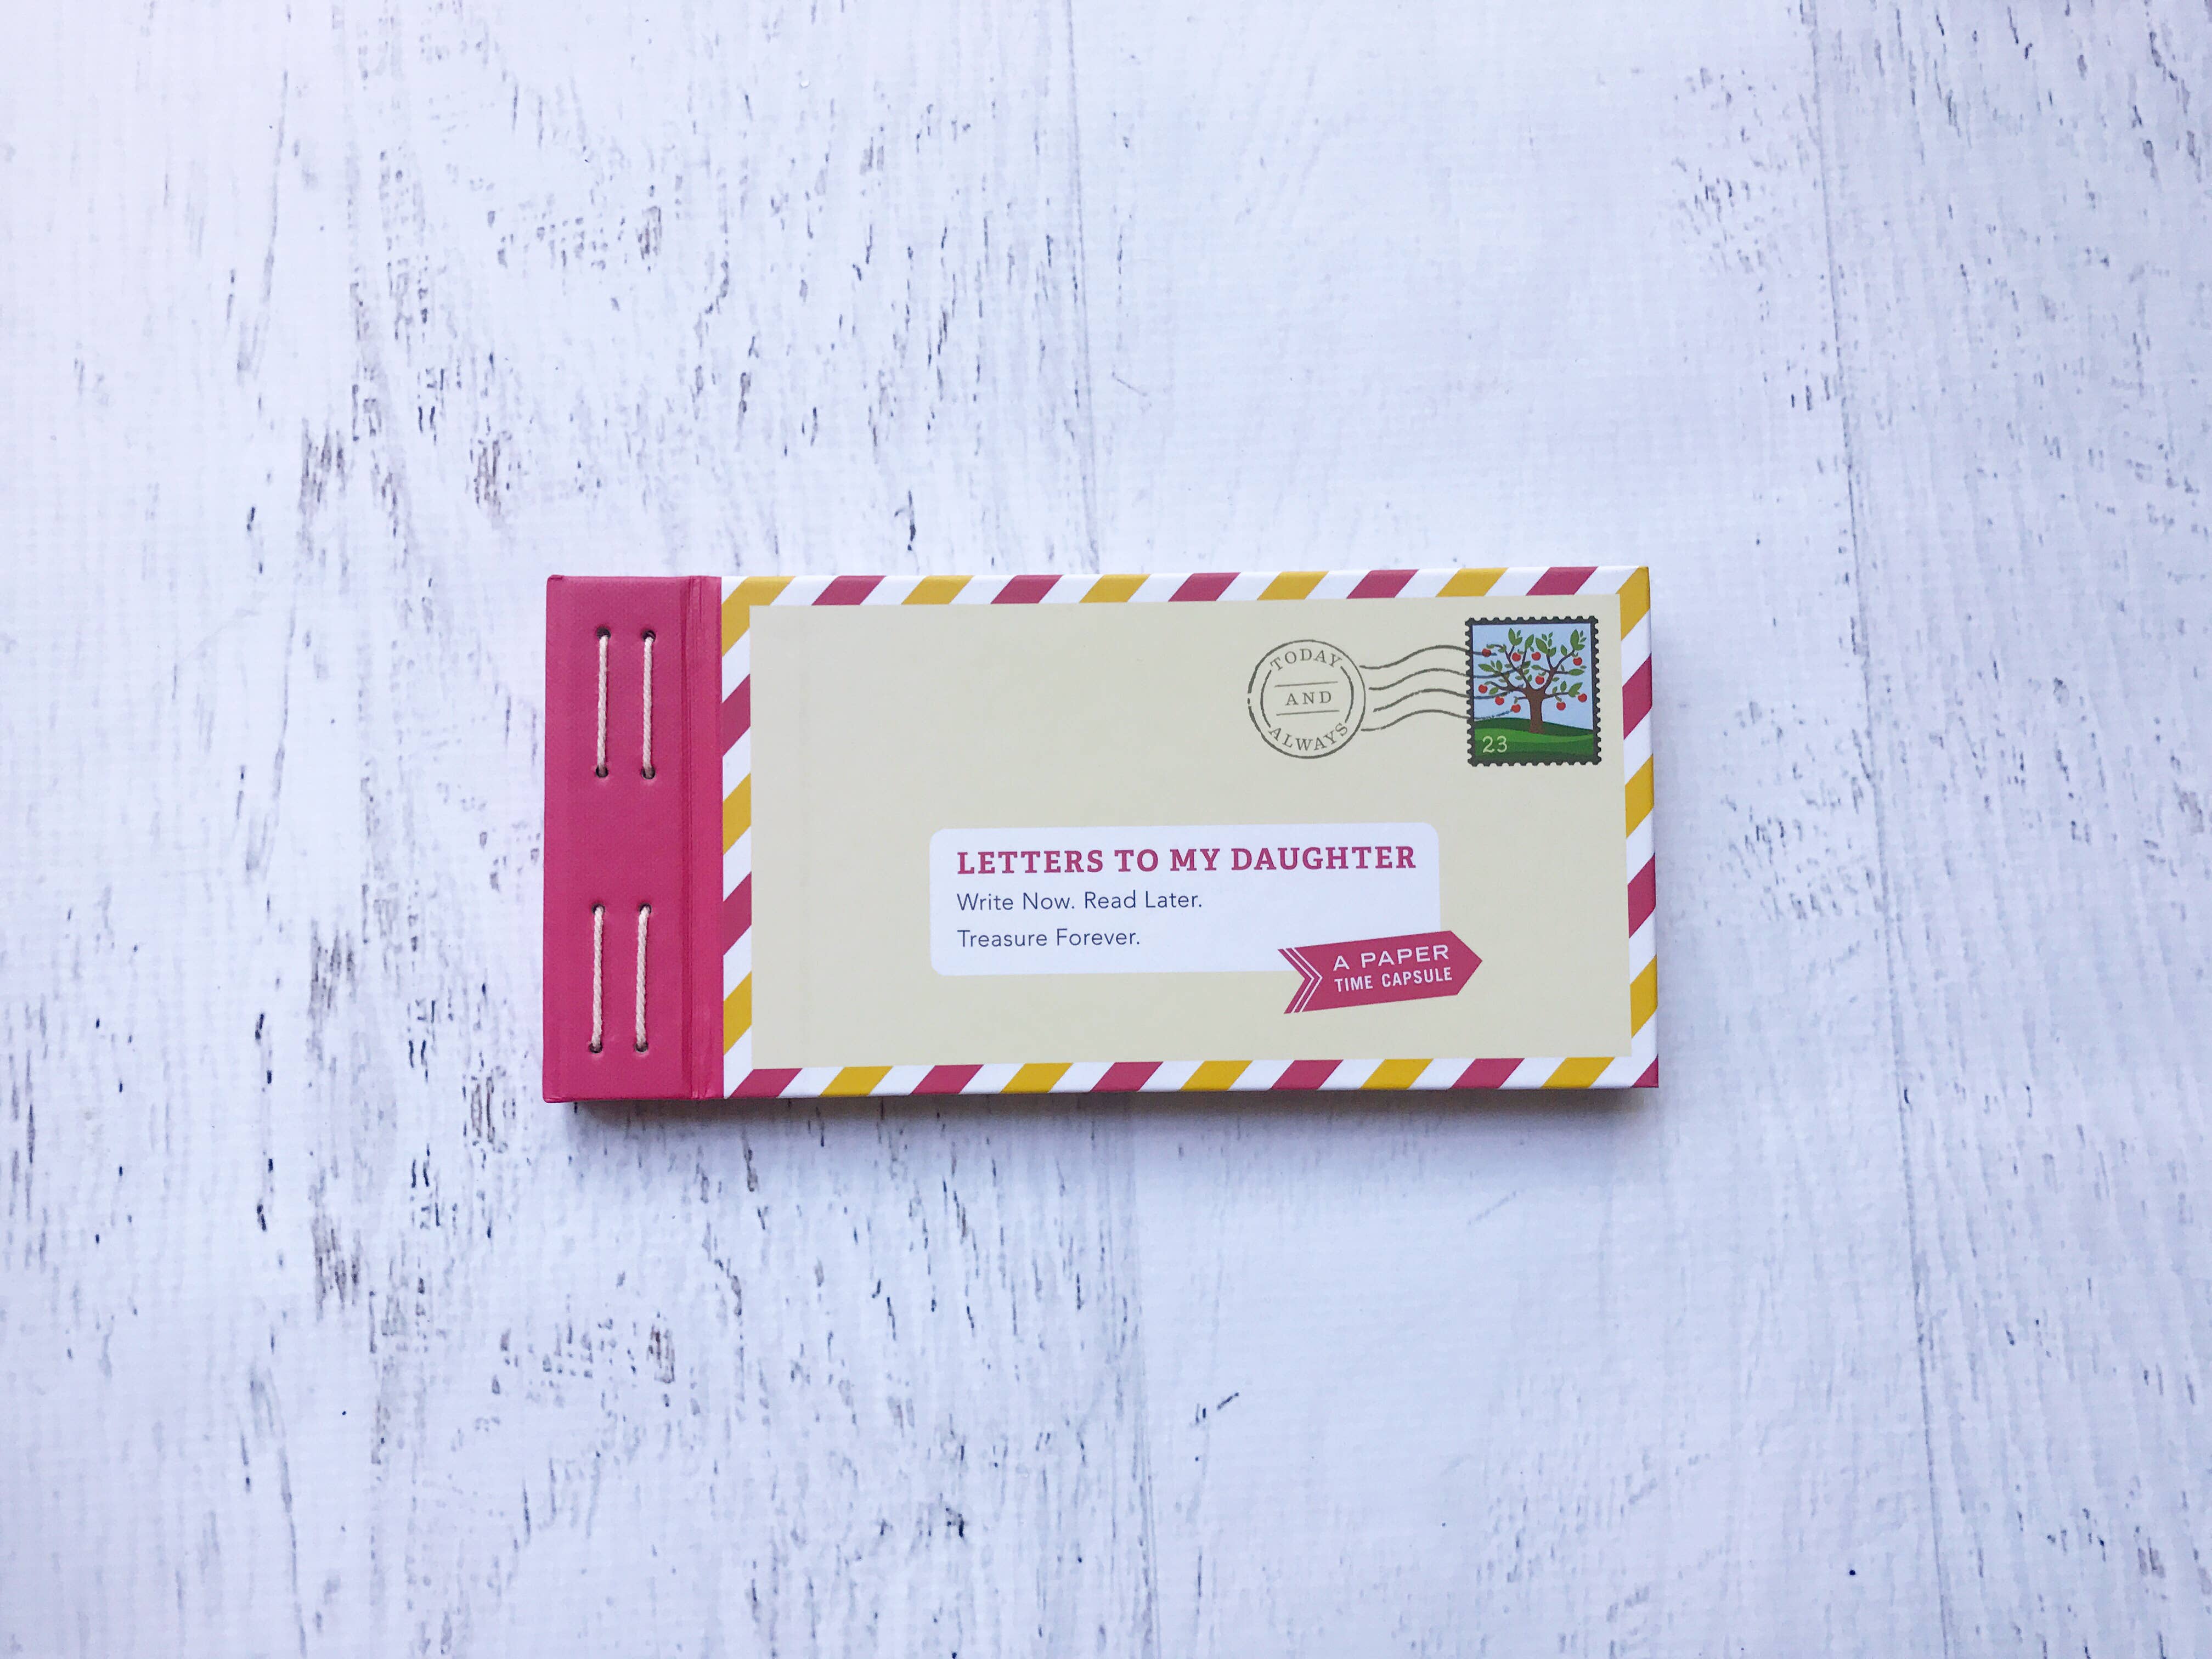 TODAY
AND
ALWAYS
23
LETTERS TO MY DAUGHTER
Write Now. Read Later.
Treasure Forever.
A PAPER
TIME CAPSULE